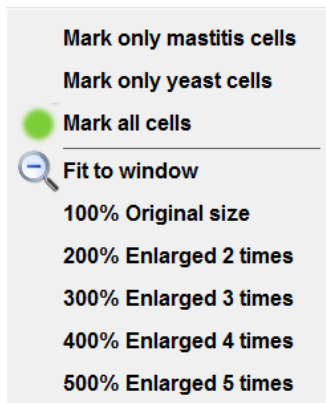 Mark only mastitis cells
Mark only yeast cells
Mark all cells
Fit to window
100% Original size
200% Enlarged 2 times
300% Enlarged 3 times
400% Enlarged 4 times
500% Enlarged 5 times